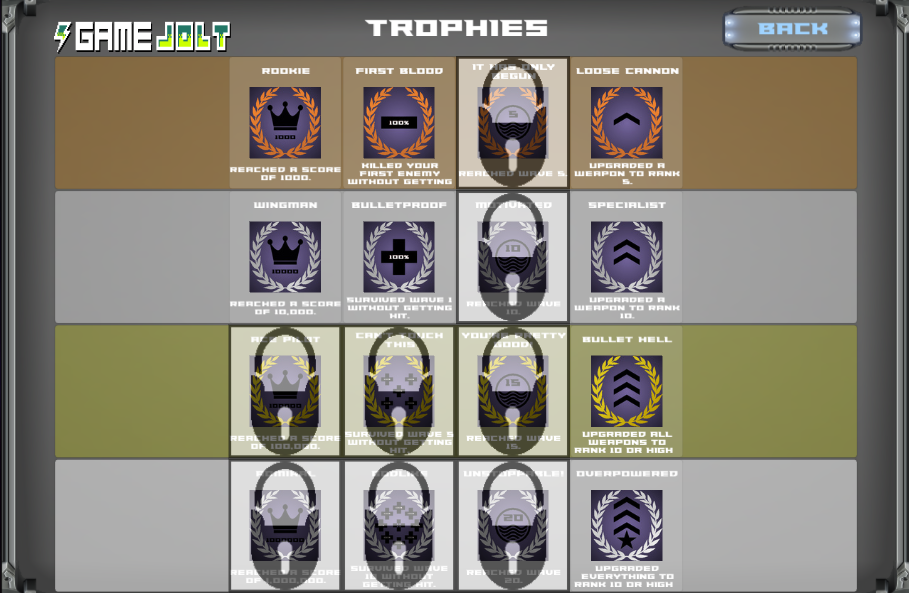 GAME JOLT
TROPHIES
BACK
ROOKIE
1000
REACHED A SCORE
OF 1000.
FIRST BLOOD
100%
KILLED YOUR
FIRST ENEMY
WITHOUT GETTING
IT HAS ONLY
BEGUN
5
REACHED WAVE 5.
LOOSE CANNON
UPGRADED A
WEAPON TO RANK
5.
WINGMAN
10000
REACHED A SCORE
OF 10,000.
BULLETPROOF
100%
SURVIVED WAVE 1
WITHOUT GETTING
HIT.
MOTIVATED
10
REACHED WAVE
10.
SPECIALIST
UPGRADED A
WEAPON TO RANK
10.
ACE PILOT
100000
REACHED A SCORE
OF 100,000.
CAN'T TOUCH
THIS
SURVIVED WAVE 5
WITHOUT GETTING
HIT.
PRETTY
GOOD
15
REACHED WAVE
15.
BULLET HELL
UPGRADED ALL
WEAPONS TO
RANK 10 OR HIGH
ADMIRAL
1000000
REACHED A SCORE
OF 1,000,000.
GODLIKE
SURVIVED WAVE
10 WITHOUT
GETTING HIT.
UNSTOPPABLE!
20
REACHED WAVE
20.
OVERPOWERED
UPGRADED
EVERYTHING TO
RANK 10 OR HIGH